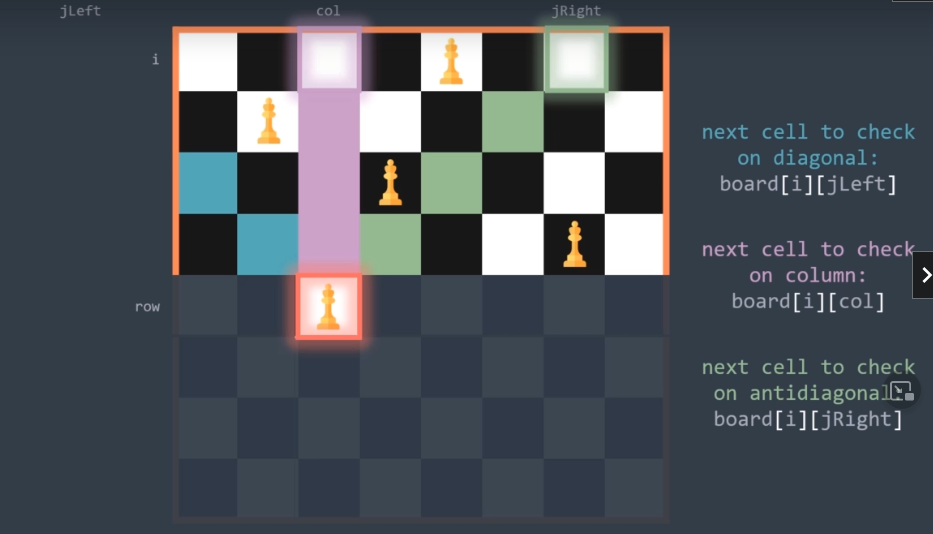 jLeft
col
jRight
i
row
next cell to check
on diagonal:
board[i][jLeft]
next cell to check
on column:
board[i][col]
next cell to check
on antidiagonal:
board[i][jRight]